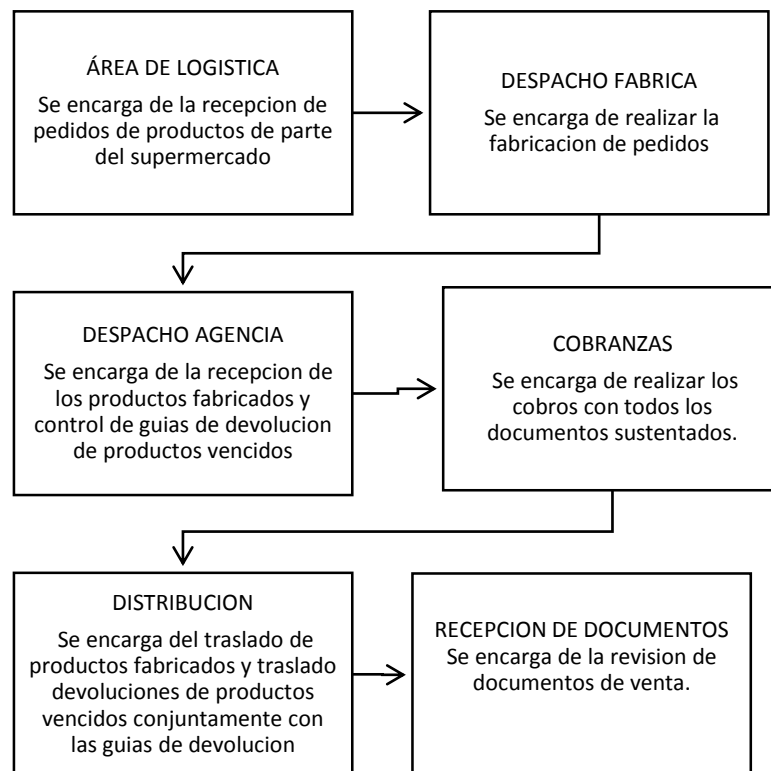 ÁREA DE LOGISTICA
Se encarga de la recepcion de
pedidos de productos de parte
del supermercado
DESPACHO FABRICA
Se encarga de realizar la
fabricacion de pedidos
DESPACHO AGENCIA
Se encarga de la recepcion de
los productos fabricados y
control de guias de devolucion
de productos vencidos
COBRANZAS
Se encarga de realizar los
cobros con todos los
documentos sustentados.
DISTRIBUCION
Se encarga del traslado de
productos fabricados y traslado
devoluciones de productos
vencidos conjuntamente con
las guias de devolucion
RECEPCION DE DOCUMENTOS
Se encarga de la revision de
documentos de venta.